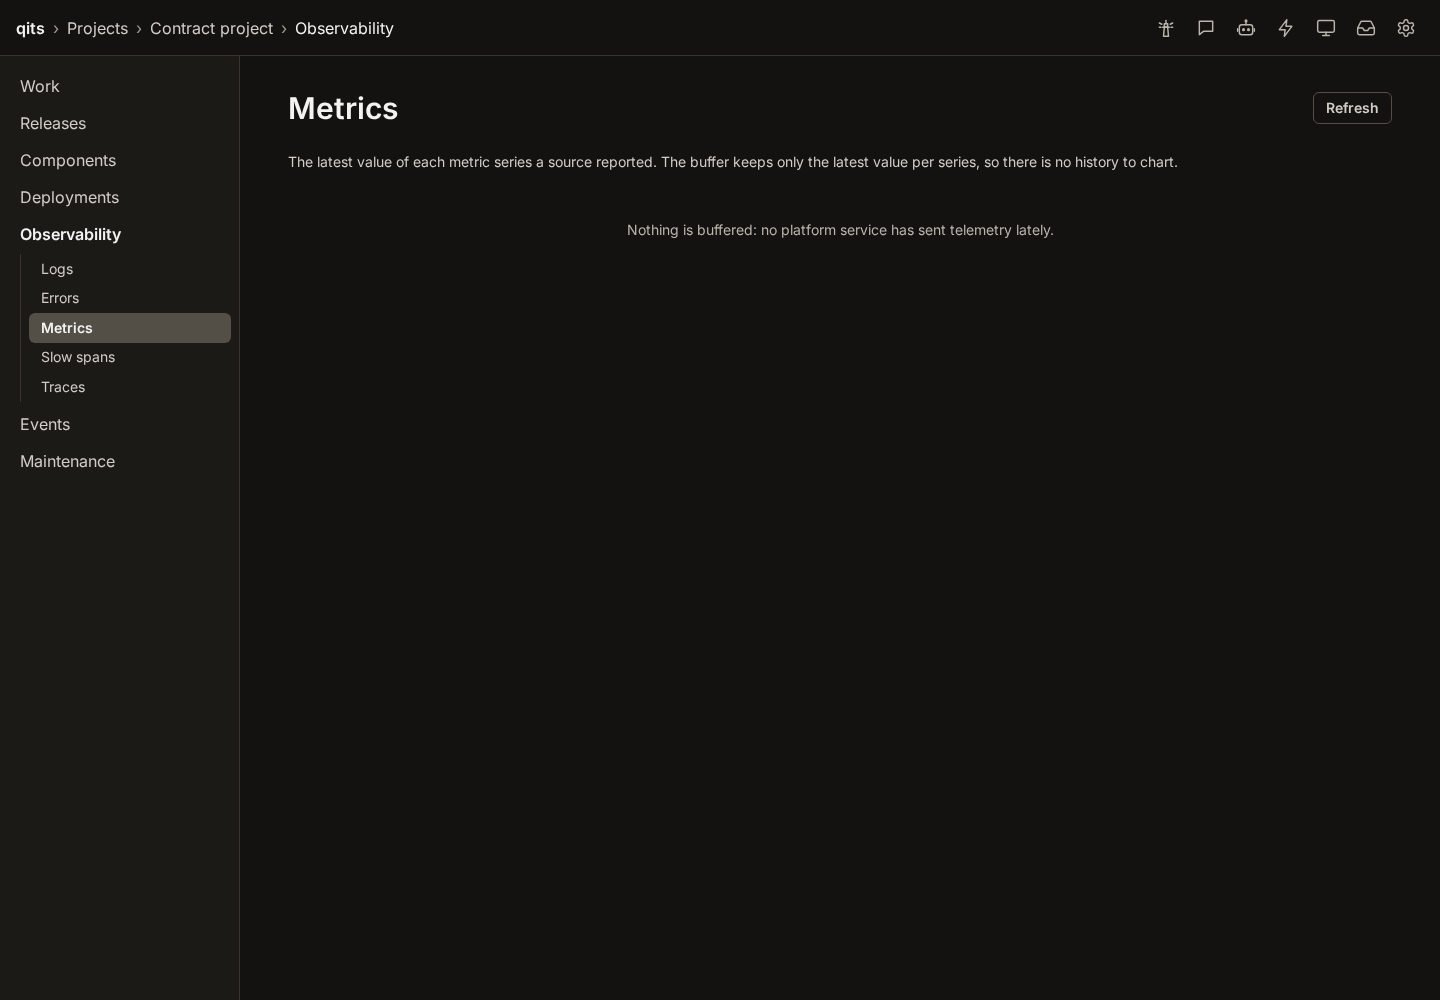 qits › Projects › Contract project › Observability
Work
Releases
Components
Deployments
Observability
Logs
Errors
Metrics
Slow spans
Traces
Events
Maintenance
Metrics
Refresh
The latest value of each metric series a source reported. The buffer keeps only the latest value per series, so there is no history to chart.
Nothing is buffered: no platform service has sent telemetry lately.